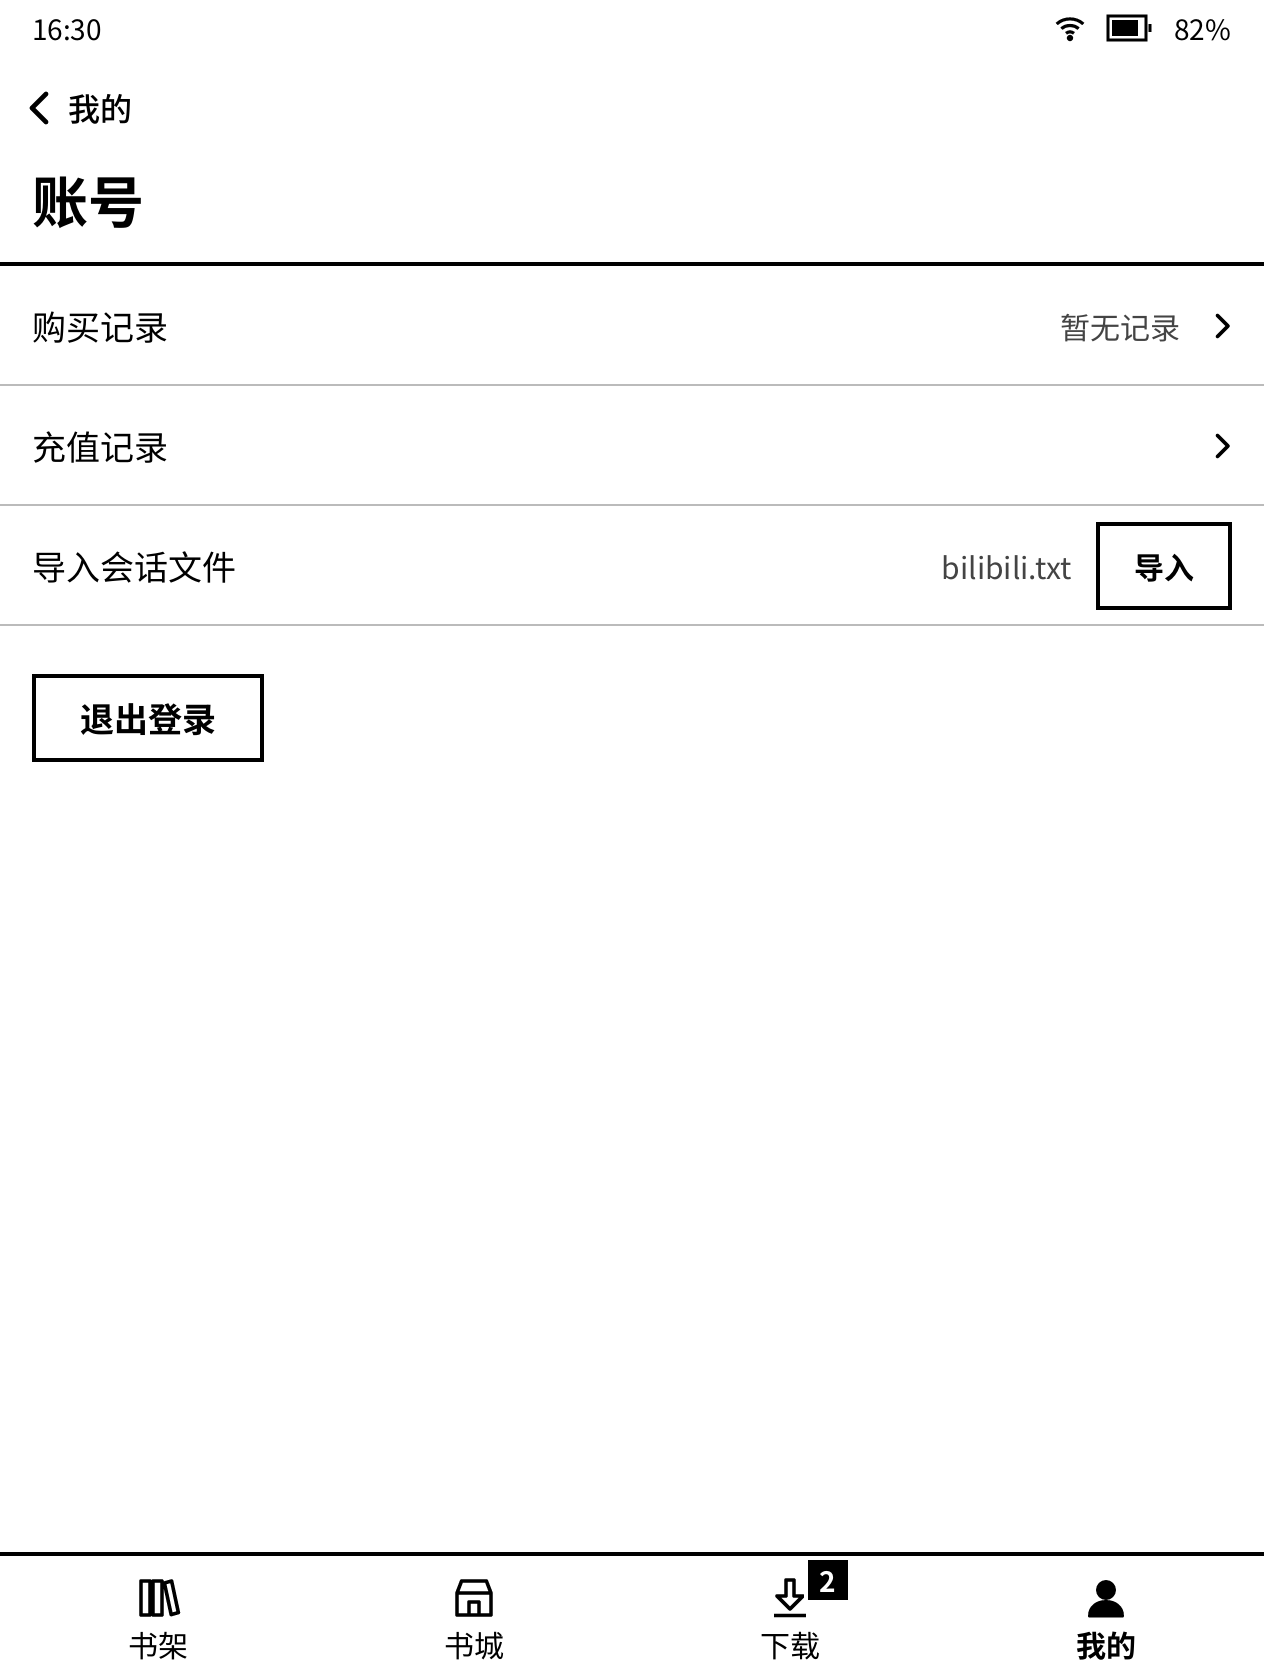 16:30 82%
我的
账号
购买记录 暂无记录
充值记录
导入会话文件 bilibili.txt 导入
退出登录
2
书架 书城 下载 我的